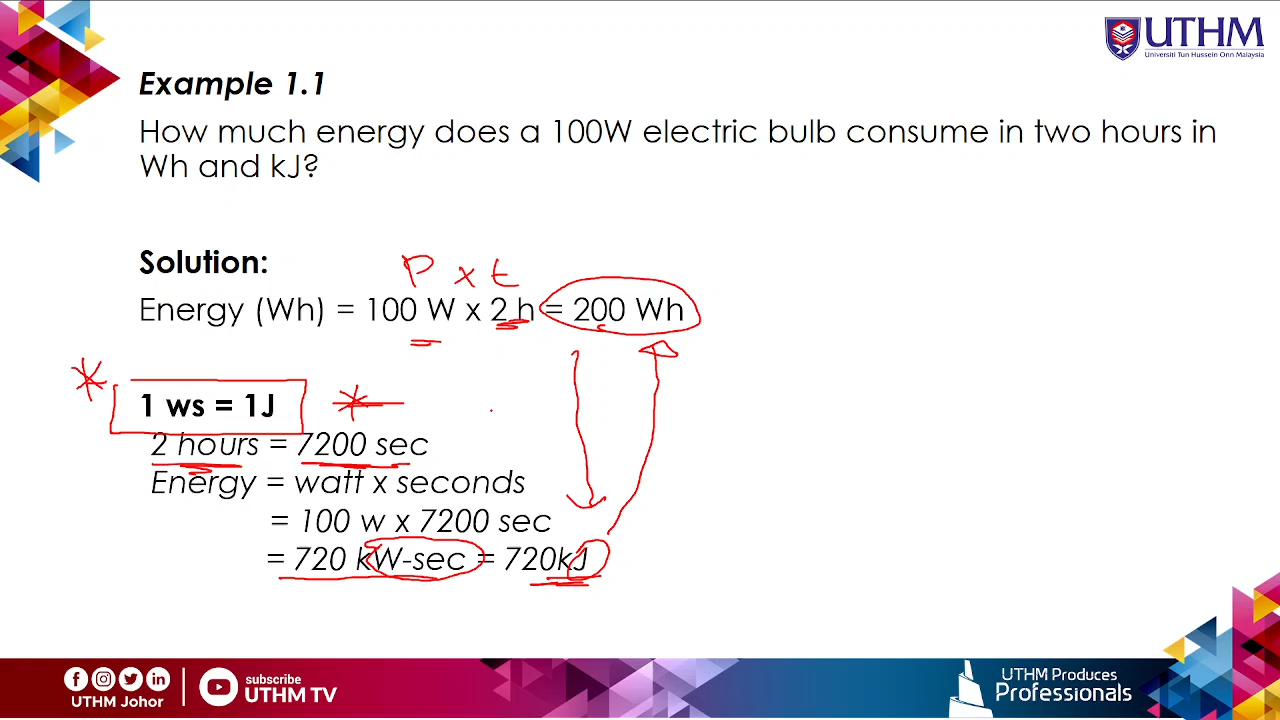 UTHM
Universiti Tun Hussein Onn Malaysia
Example 1.1
How much energy does a 100W electric bulb consume in two hours in
Wh and kJ?
Solution:
P x t
Energy (Wh) = 100 W x 2 h = 200 Wh
* 1 ws = 1J *
2 hours = 7200 sec
Energy = watt x seconds
= 100 w x 7200 sec
= 720 kW-sec = 720kJ
UTHM Johor
subscribe
UTHM TV
UTHM Produces
Professionals